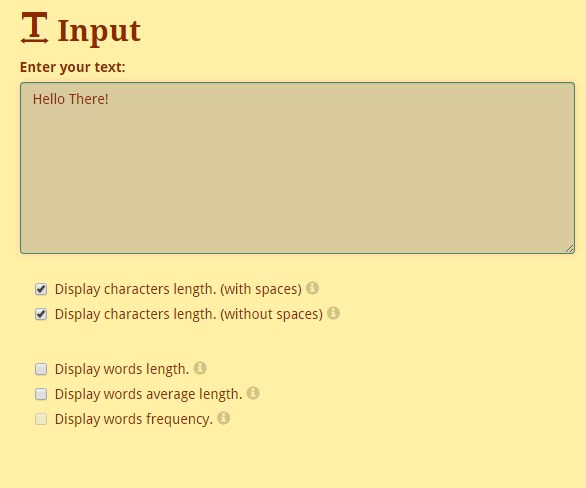 Input
Enter your text:
Hello There!
Display characters length. (with spaces)
Display characters length. (without spaces)
Display words length.
Display words average length.
Display words frequency.